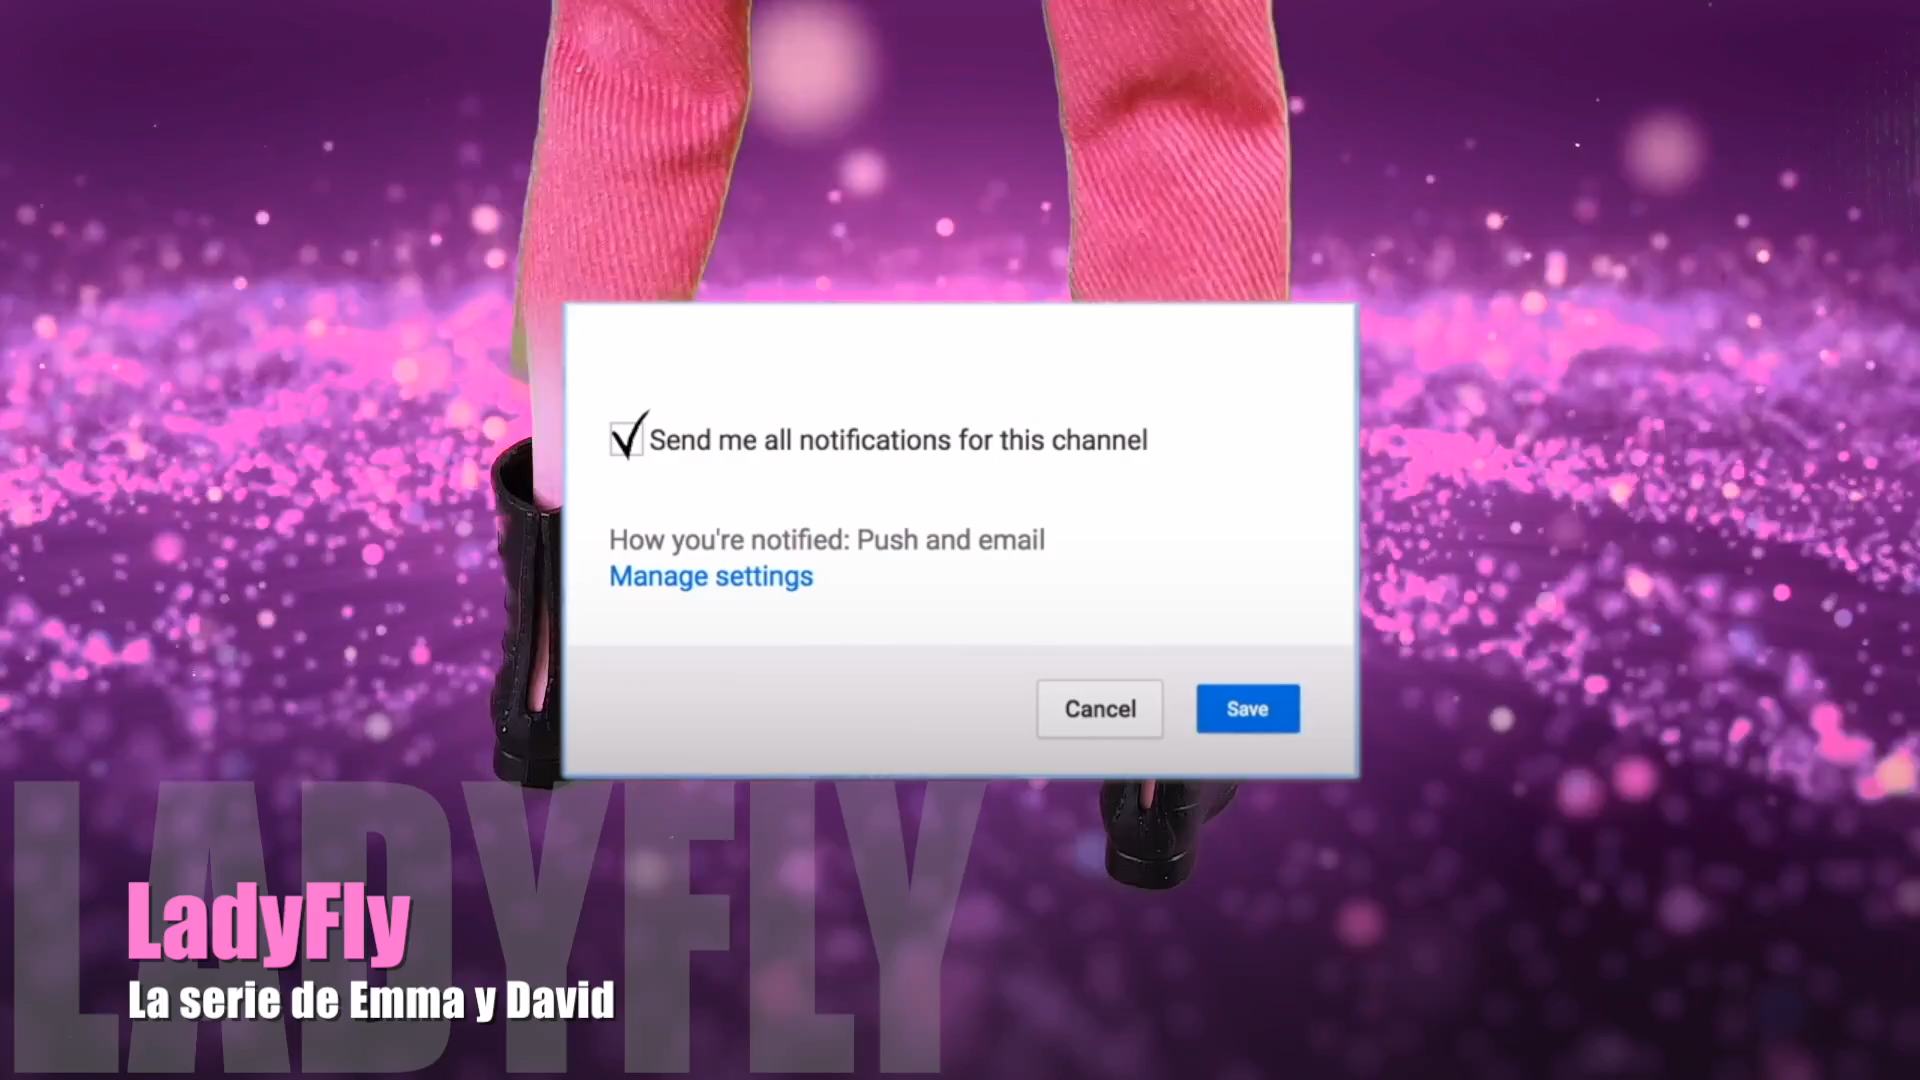 Send me all notifications for this channel
How you're notified: Push and email
Manage settings
Cancel
Save
LADYFLY
LadyFly
La serie de Emma y David